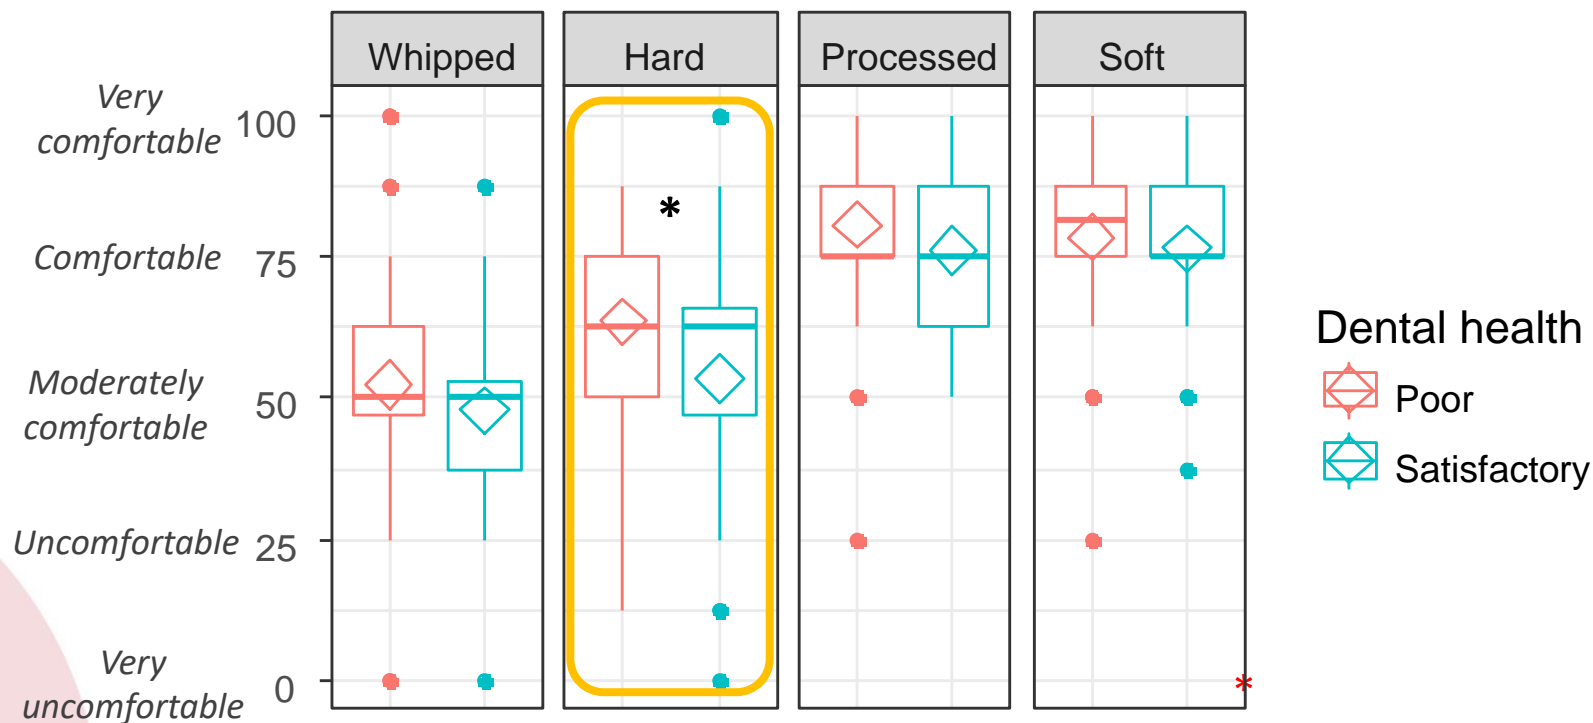 Whipped
Hard
Processed
Soft
Very
comfortable
100
Comfortable
75
Moderately
comfortable
50
Uncomfortable
25
Very
uncomfortable
0
*
*
Dental health
Poor
Satisfactory